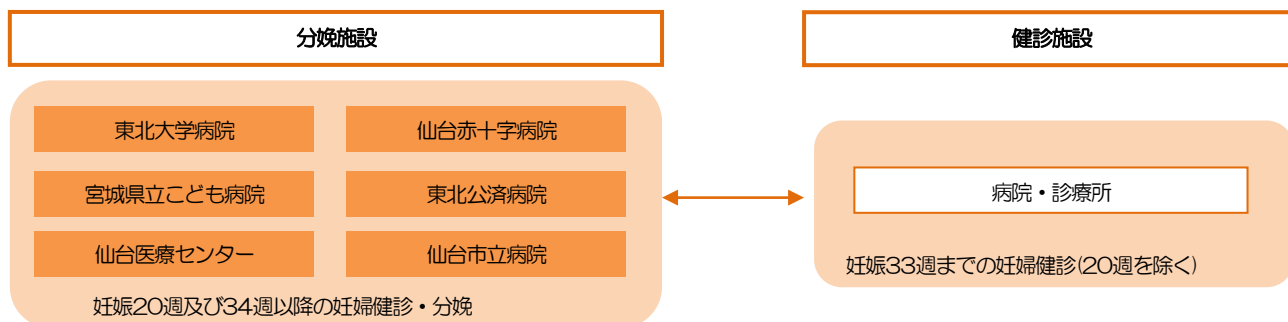 分娩施設
健診施設
東北大学病院
仙台赤十字病院
宮城県立こども病院
東北公済病院
仙台医療センター
仙台市立病院
妊娠20週及び34週以降の妊婦健診・分娩
病院・診療所
妊娠33週までの妊婦健診(20週を除く)